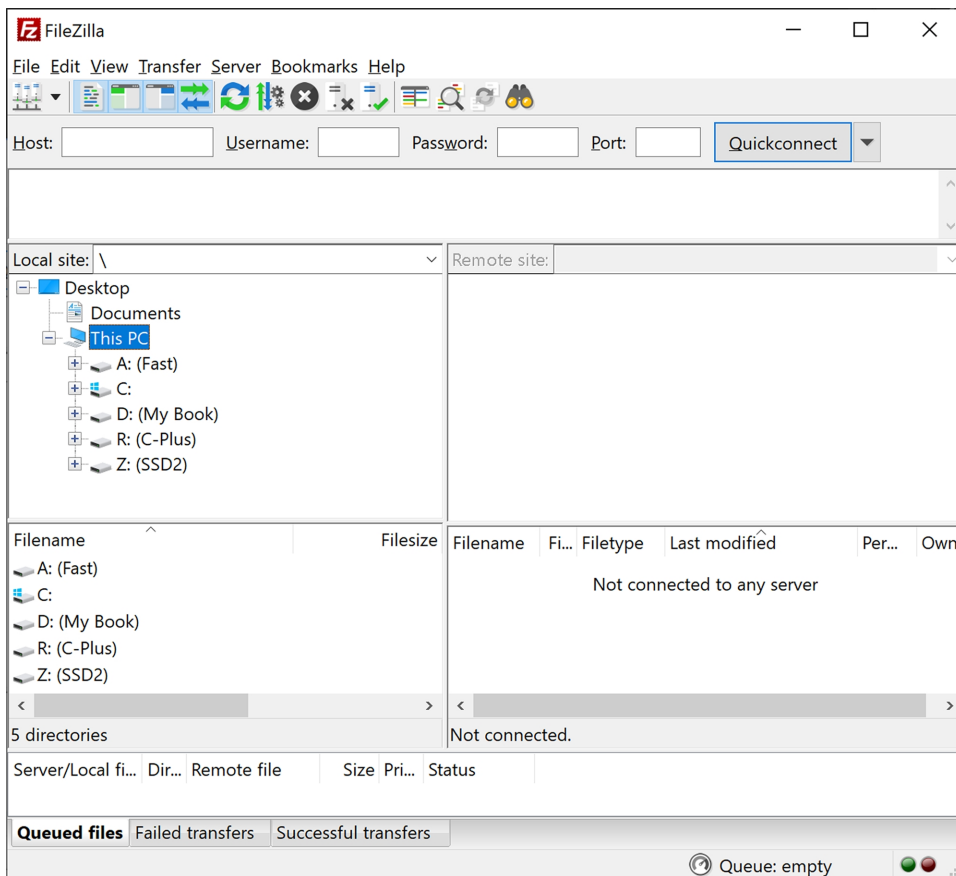 FileZilla
File Edit View Transfer Server Bookmarks Help
Host: Username: Password: Port: Quickconnect
Local site: \
Remote site:
Desktop
Documents
This PC
A: (Fast)
C:
D: (My Book)
R: (C-Plus)
Z: (SSD2)
Filename Filesize
A: (Fast)
C:
D: (My Book)
R: (C-Plus)
Z: (SSD2)
5 directories
Filename Fi... Filetype Last modified Per... Own
Not connected to any server
Not connected.
Server/Local fi... Dir... Remote file Size Pri... Status
Queued files Failed transfers Successful transfers
Queue: empty